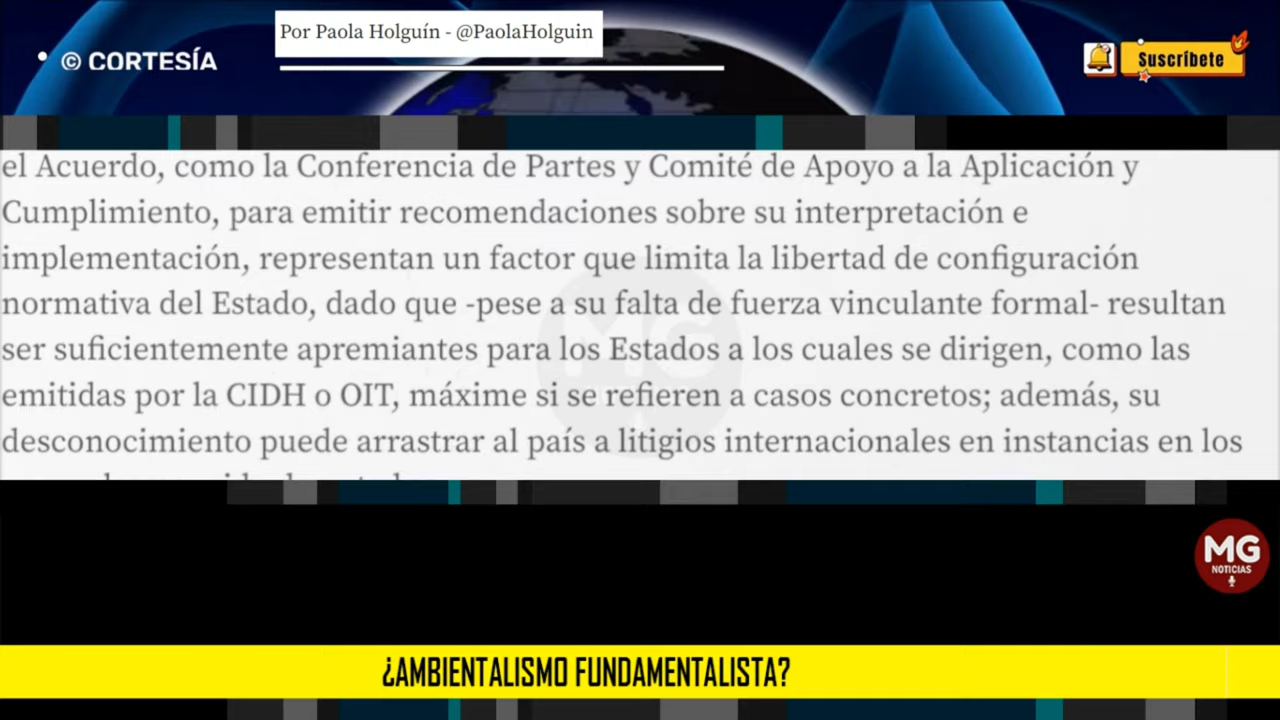 Por Paola Holguín - @PaolaHolguin
© CORTESÍA
Suscríbete
el Acuerdo, como la Conferencia de Partes y Comité de Apoyo a la Aplicación y
Cumplimiento, para emitir recomendaciones sobre su interpretación e
implementación, representan un factor que limita la libertad de configuración
normativa del Estado, dado que -pese a su falta de fuerza vinculante formal- resultan
ser suficientemente apremiantes para los Estados a los cuales se dirigen, como las
emitidas por la CIDH o OIT, máxime si se refieren a casos concretos; además, su
desconocimiento puede arrastrar al país a litigios internacionales en instancias en los
MG
MG
NOTICIAS
¿AMBIENTALISMO FUNDAMENTALISTA?